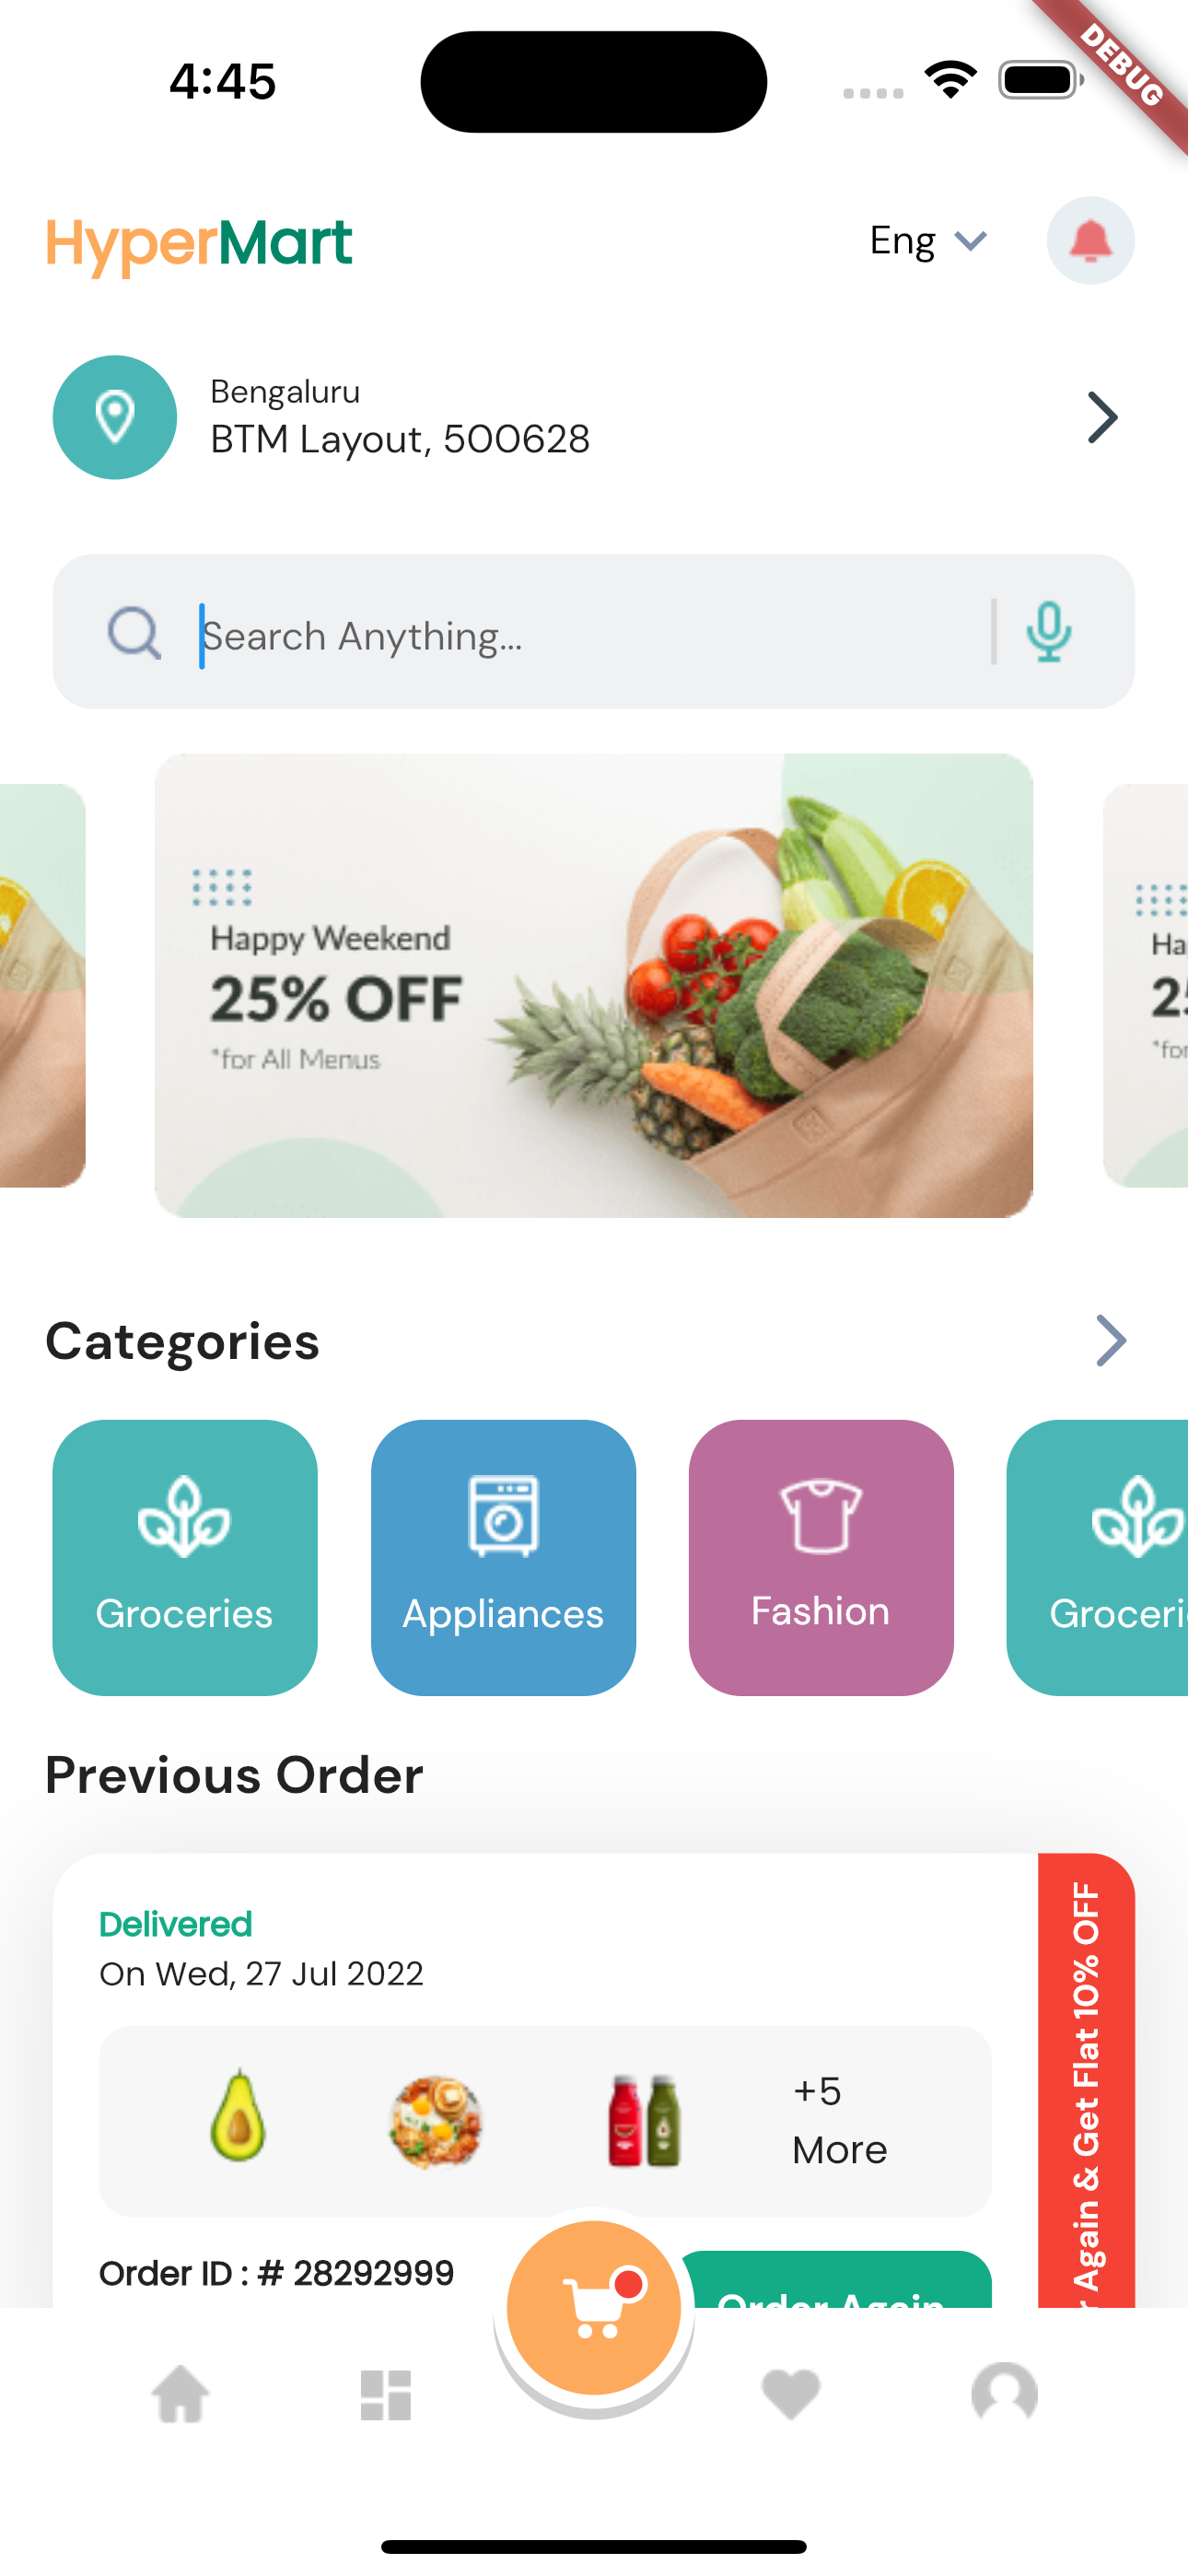 4:45
DEBUG
HyperMart
Eng
Bengaluru
BTM Layout, 500628
Search Anything...
Happy Weekend
25% OFF
*for All Menus
Ha
2
*for
Categories
Groceries
Appliances
Fashion
Groceri
Previous Order
Delivered
On Wed, 27 Jul 2022
+5
More
Order ID : # 28292999
Order Again
r Again & Get Flat 10% OFF